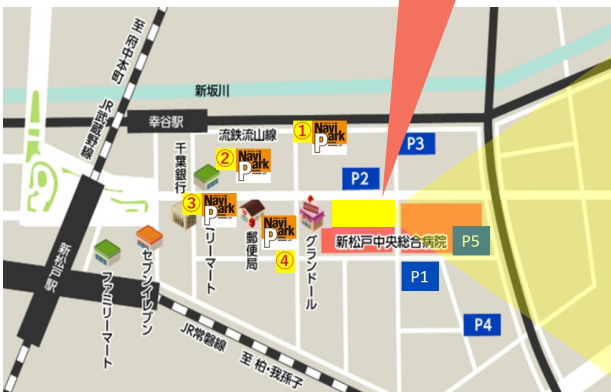 至 府中本町
JR武蔵野線
新坂川
幸谷駅
流鉄流山線
①
Navi
Park
P3
千葉銀行
②
Navi
Park
P2
③
Navi
Park
ミリーマート
郵便局
Navi
Park
④
グランドール
新松戸中央総合病院
P5
新松戸駅
ファミリーマート
セブンイレブン
P1
JR常磐線
至 柏・我孫子
P4